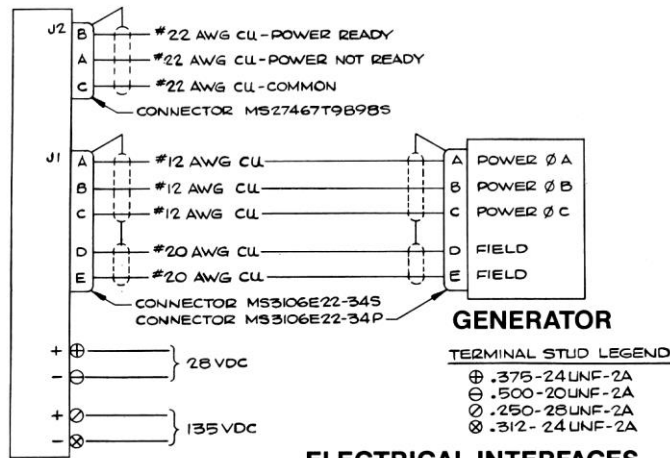 J2
B #22 AWG CU-POWER READY
A #22 AWG CU-POWER NOT READY
C #22 AWG CU-COMMON
CONNECTOR MS27467T9B98S
J1
A #12 AWG CU A POWER Ø A
B #12 AWG CU B POWER Ø B
C #12 AWG CU C POWER Ø C
D #20 AWG CU D FIELD
E #20 AWG CU E FIELD
CONNECTOR MS3106E22-34S
CONNECTOR MS3106E22-34P
GENERATOR
+ 28 VDC
-
+ 135 VDC
-
TERMINAL STUD LEGEND
⊕ .375-24UNF-2A
⊖ .500-20UNF-2A
⊘ .250-28UNF-2A
⊗ .312-24UNF-2A
ELECTRICAL INTERFACES